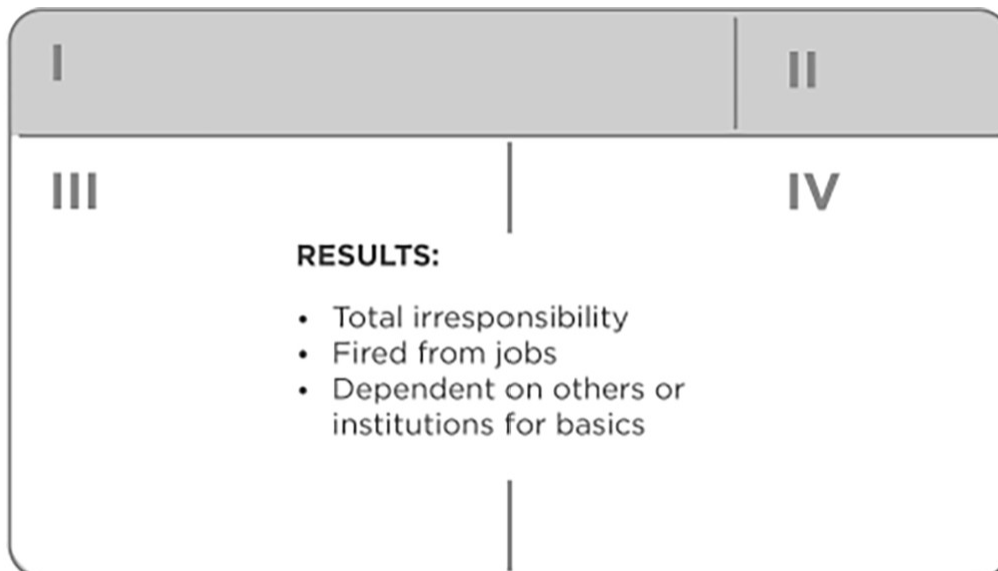 I
II
III
IV
RESULTS:
• Total irresponsibility
• Fired from jobs
• Dependent on others or
institutions for basics